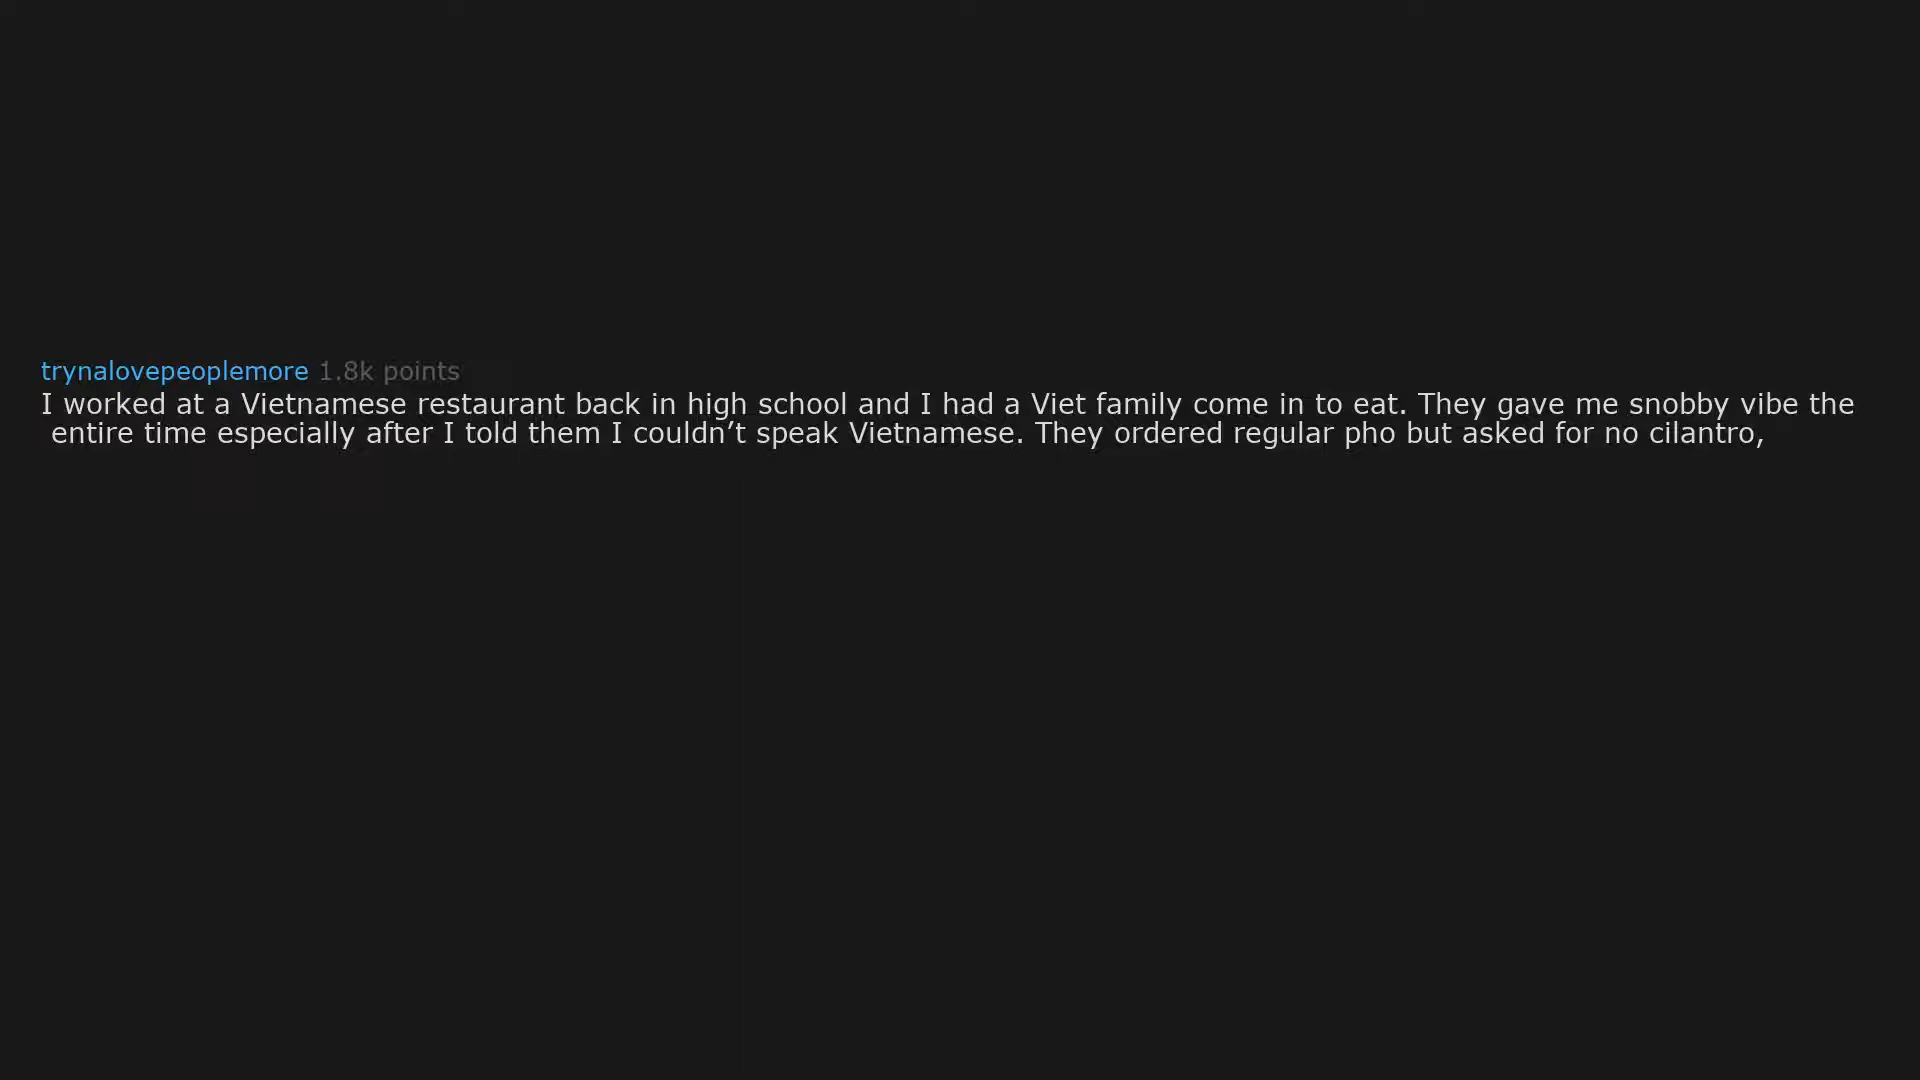 trynalovepeoplemore 1.8k points
I worked at a Vietnamese restaurant back in high school and I had a Viet family come in to eat. They gave me snobby vibe the
entire time especially after I told them I couldn’t speak Vietnamese. They ordered regular pho but asked for no cilantro,